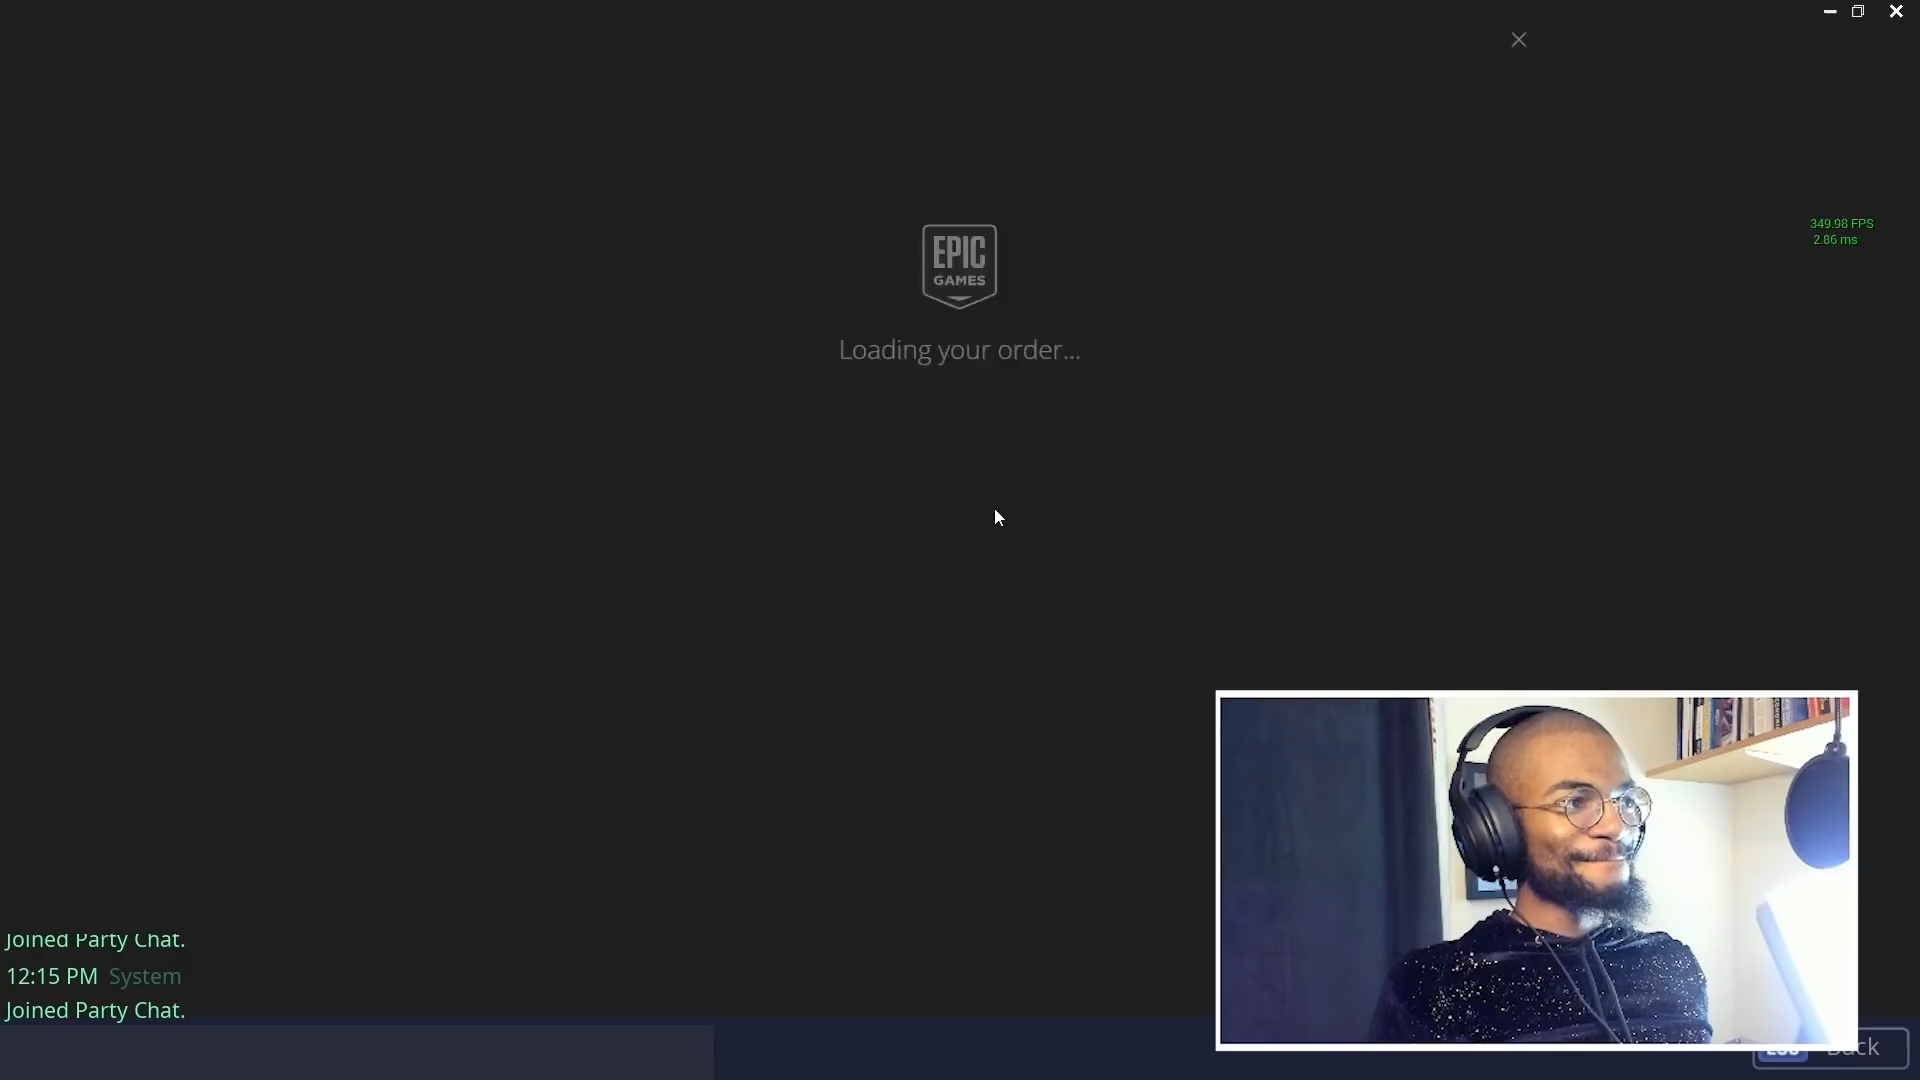 349.98 FPS
2.86 ms
EPIC
GAMES
Loading your order...
Joined Party Chat.
12:15 PM System
Joined Party Chat.
Back